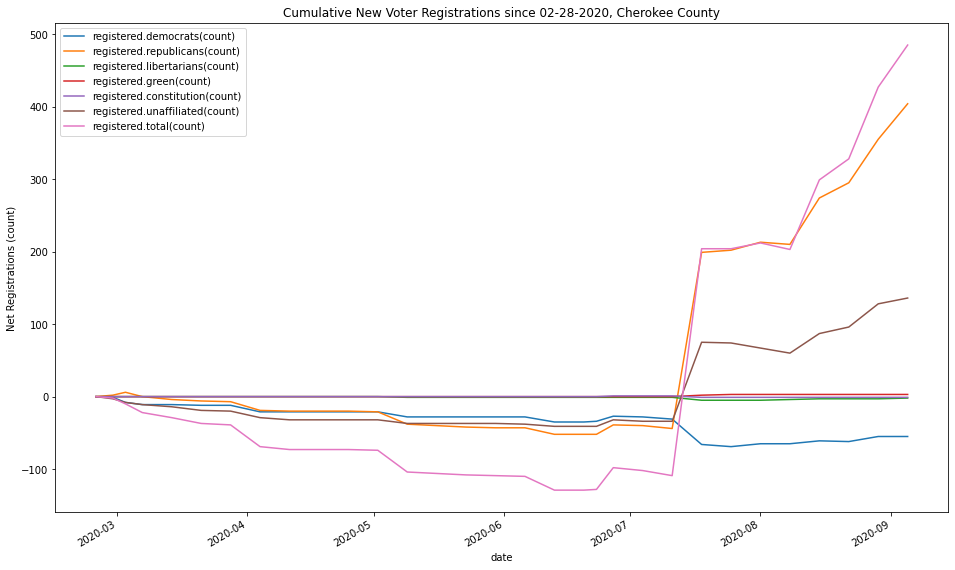 Cumulative New Voter Registrations since 02-28-2020, Cherokee County
registered.democrats(count)
registered.republicans(count)
registered.libertarians(count)
registered.green(count)
registered.constitution(count)
registered.unaffiliated(count)
registered.total(count)
Net Registrations (count)
500
400
300
200
100
0
−100
2020-03
2020-04
2020-05
2020-06
2020-07
2020-08
2020-09
date